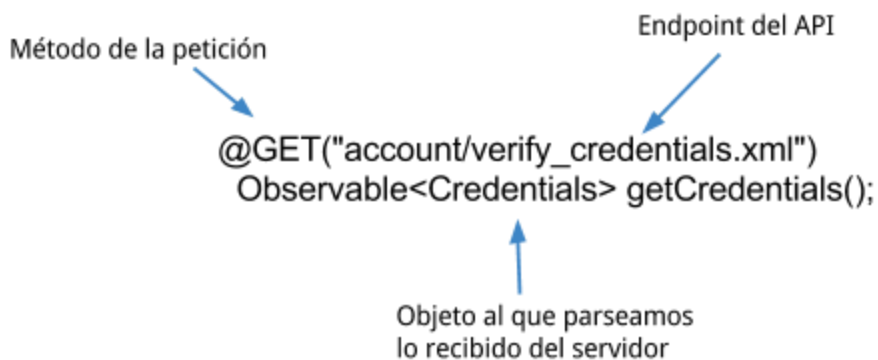 Endpoint del API
Método de la petición
@GET("account/verify_credentials.xml")
Observable<Credentials> getCredentials();
Objeto al que parseamos
lo recibido del servidor